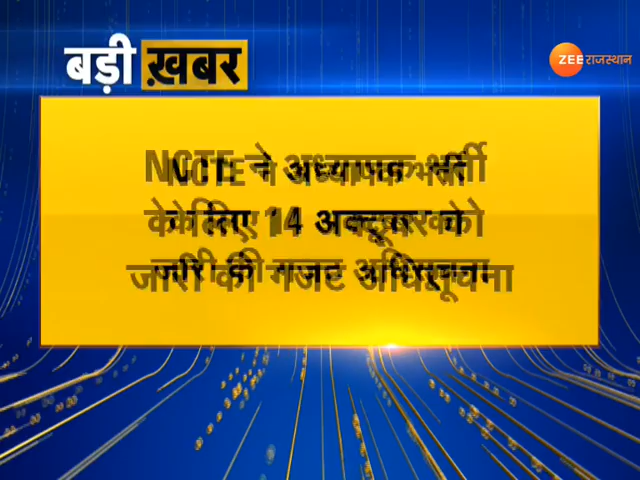 बड़ी ख़बर
ZEE राजस्थान
NCTE ने अध्यापक भर्ती
के लिए 14 अक्टूबर को
जारी की गजट अधिसूचना